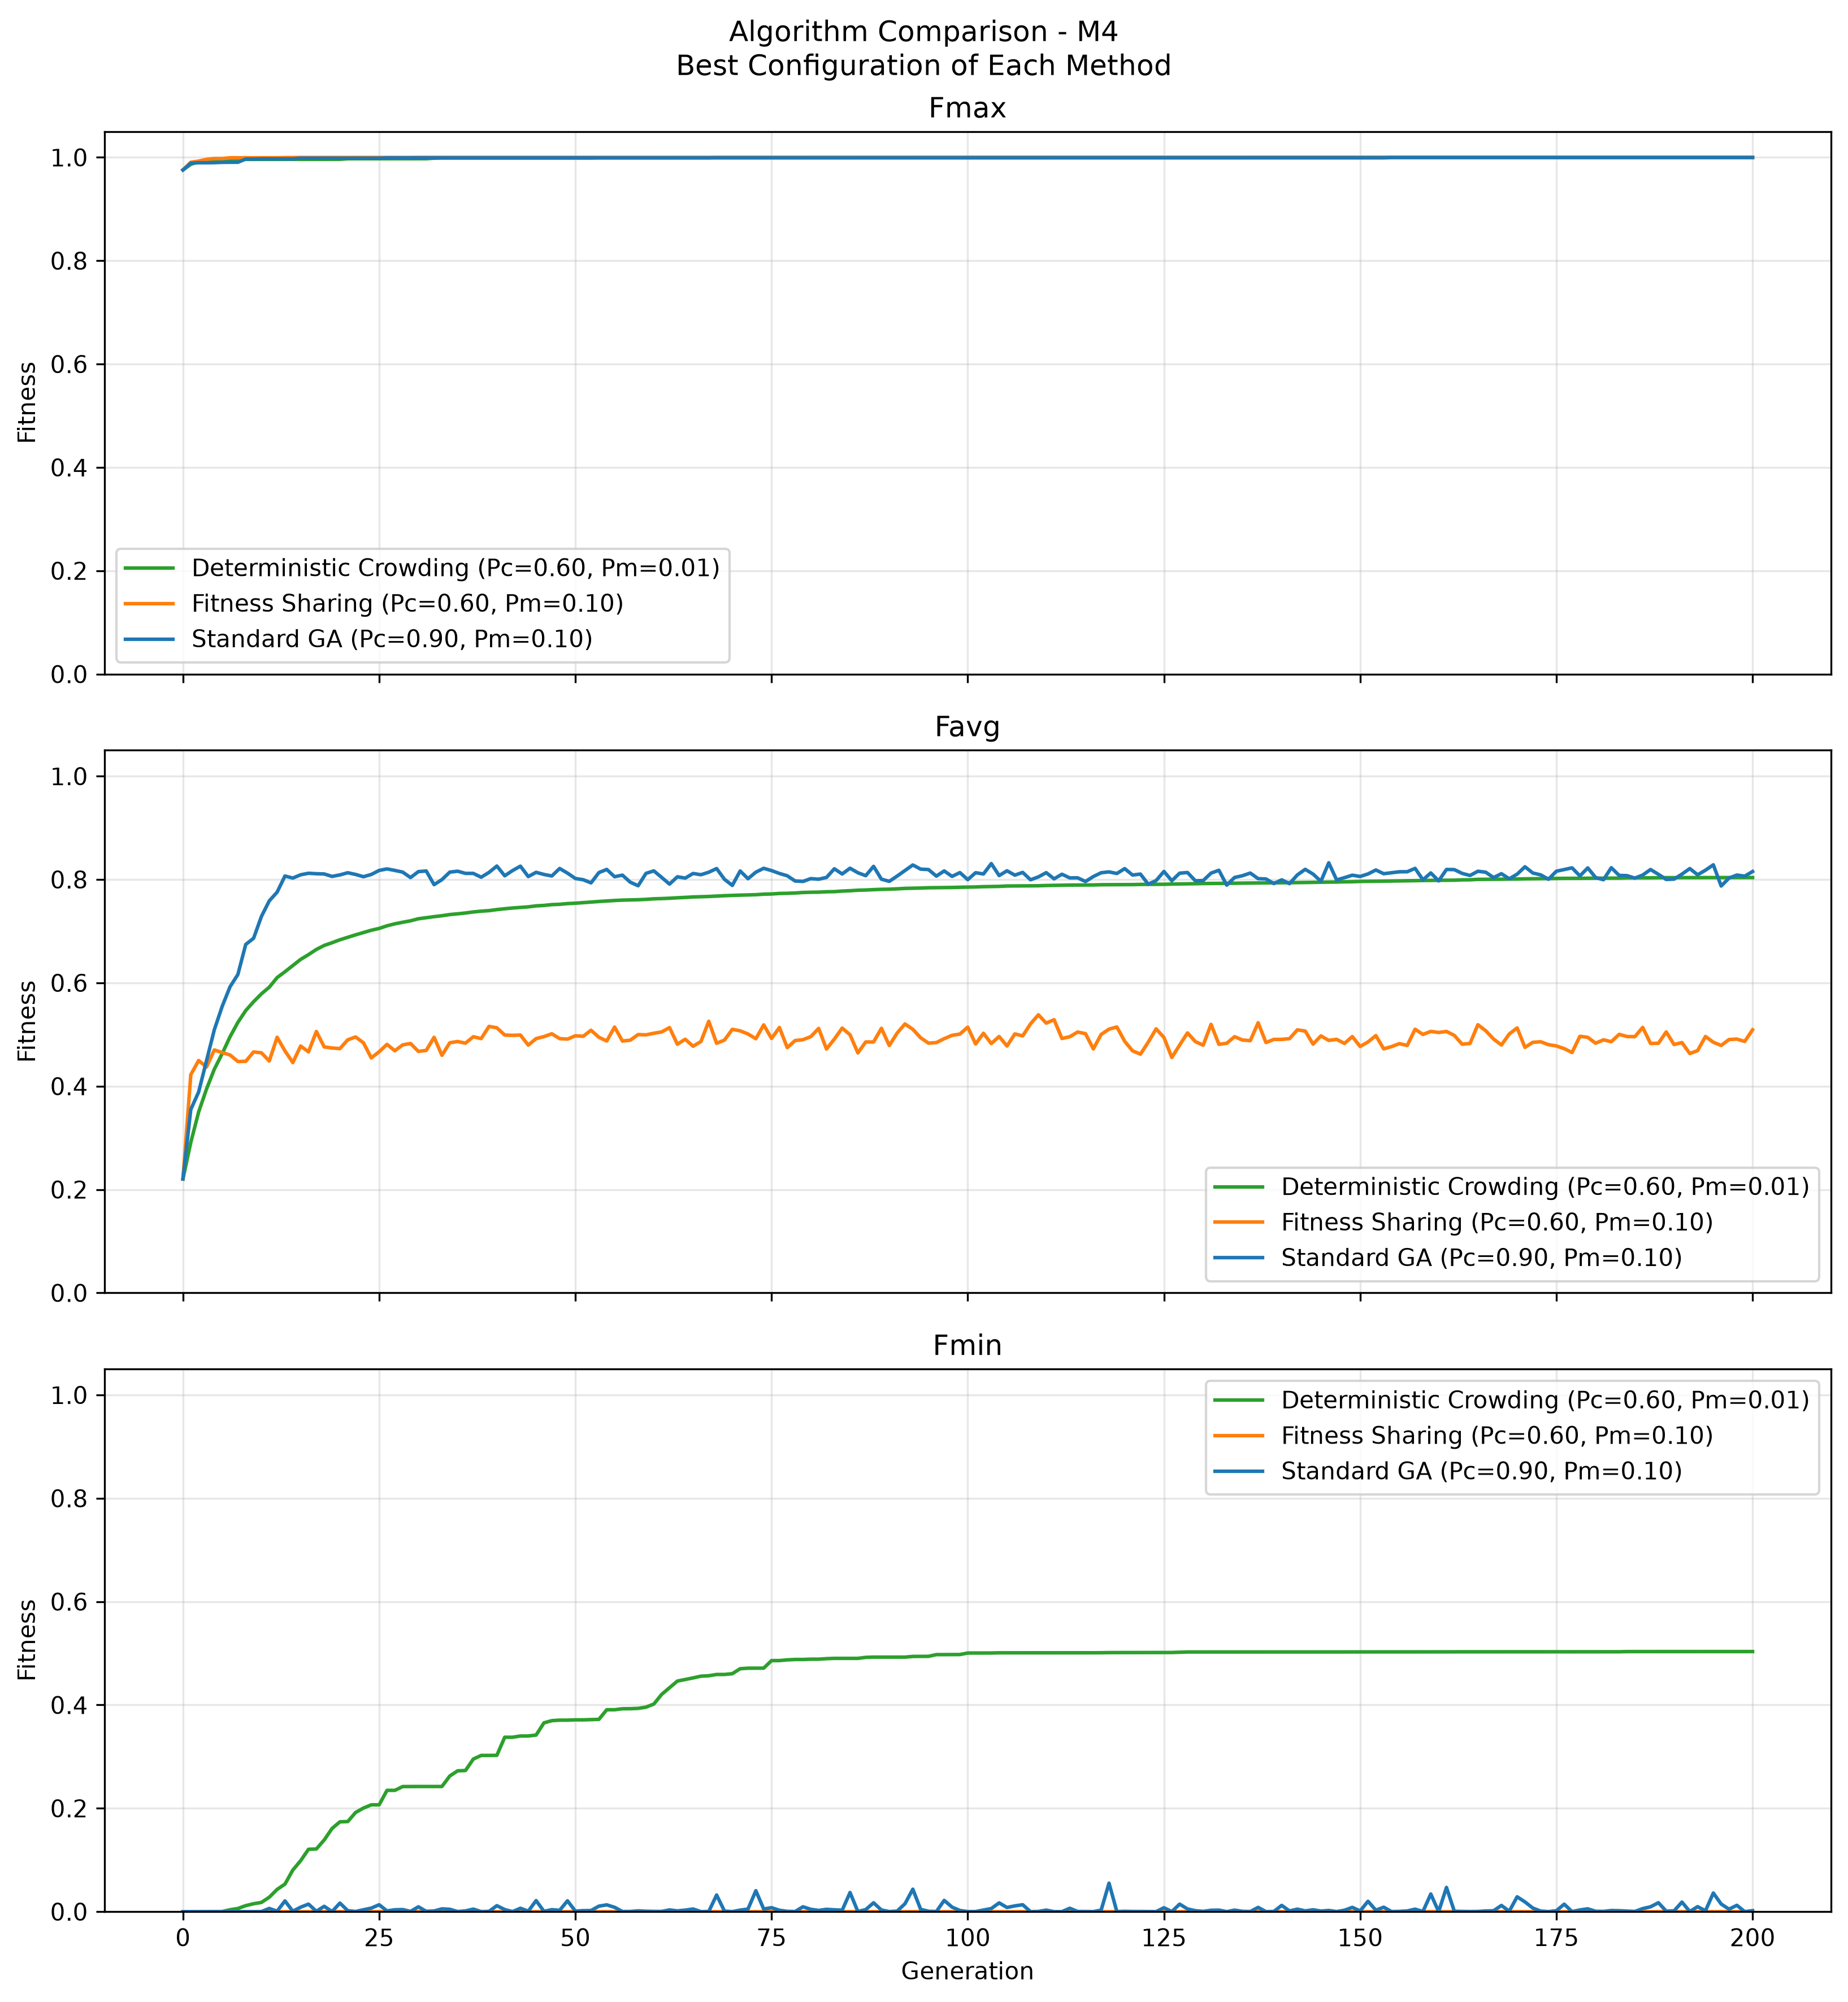 Algorithm Comparison - M4
Best Configuration of Each Method
Fmax
1.0
0.8
0.6
0.4
0.2
0.0
Fitness
Deterministic Crowding (Pc=0.60, Pm=0.01)
Fitness Sharing (Pc=0.60, Pm=0.10)
Standard GA (Pc=0.90, Pm=0.10)
Favg
1.0
0.8
0.6
0.4
0.2
0.0
Fitness
Deterministic Crowding (Pc=0.60, Pm=0.01)
Fitness Sharing (Pc=0.60, Pm=0.10)
Standard GA (Pc=0.90, Pm=0.10)
Fmin
1.0
0.8
0.6
0.4
0.2
0.0
Fitness
Deterministic Crowding (Pc=0.60, Pm=0.01)
Fitness Sharing (Pc=0.60, Pm=0.10)
Standard GA (Pc=0.90, Pm=0.10)
0 25 50 75 100 125 150 175 200
Generation